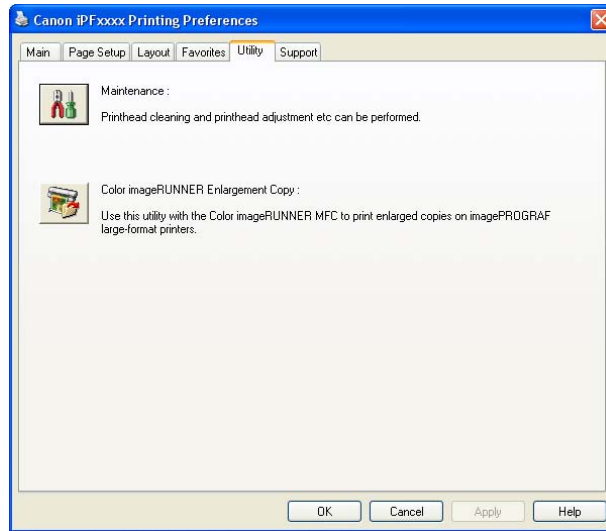 Canon iPFxxxx Printing Preferences
Main Page Setup Layout Favorites Utility Support
Maintenance :
Printhead cleaning and printhead adjustment etc can be performed.
Color imageRUNNER Enlargement Copy :
Use this utility with the Color imageRUNNER MFC to print enlarged copies on imagePROGRAF
large-format printers.
OK Cancel Apply Help